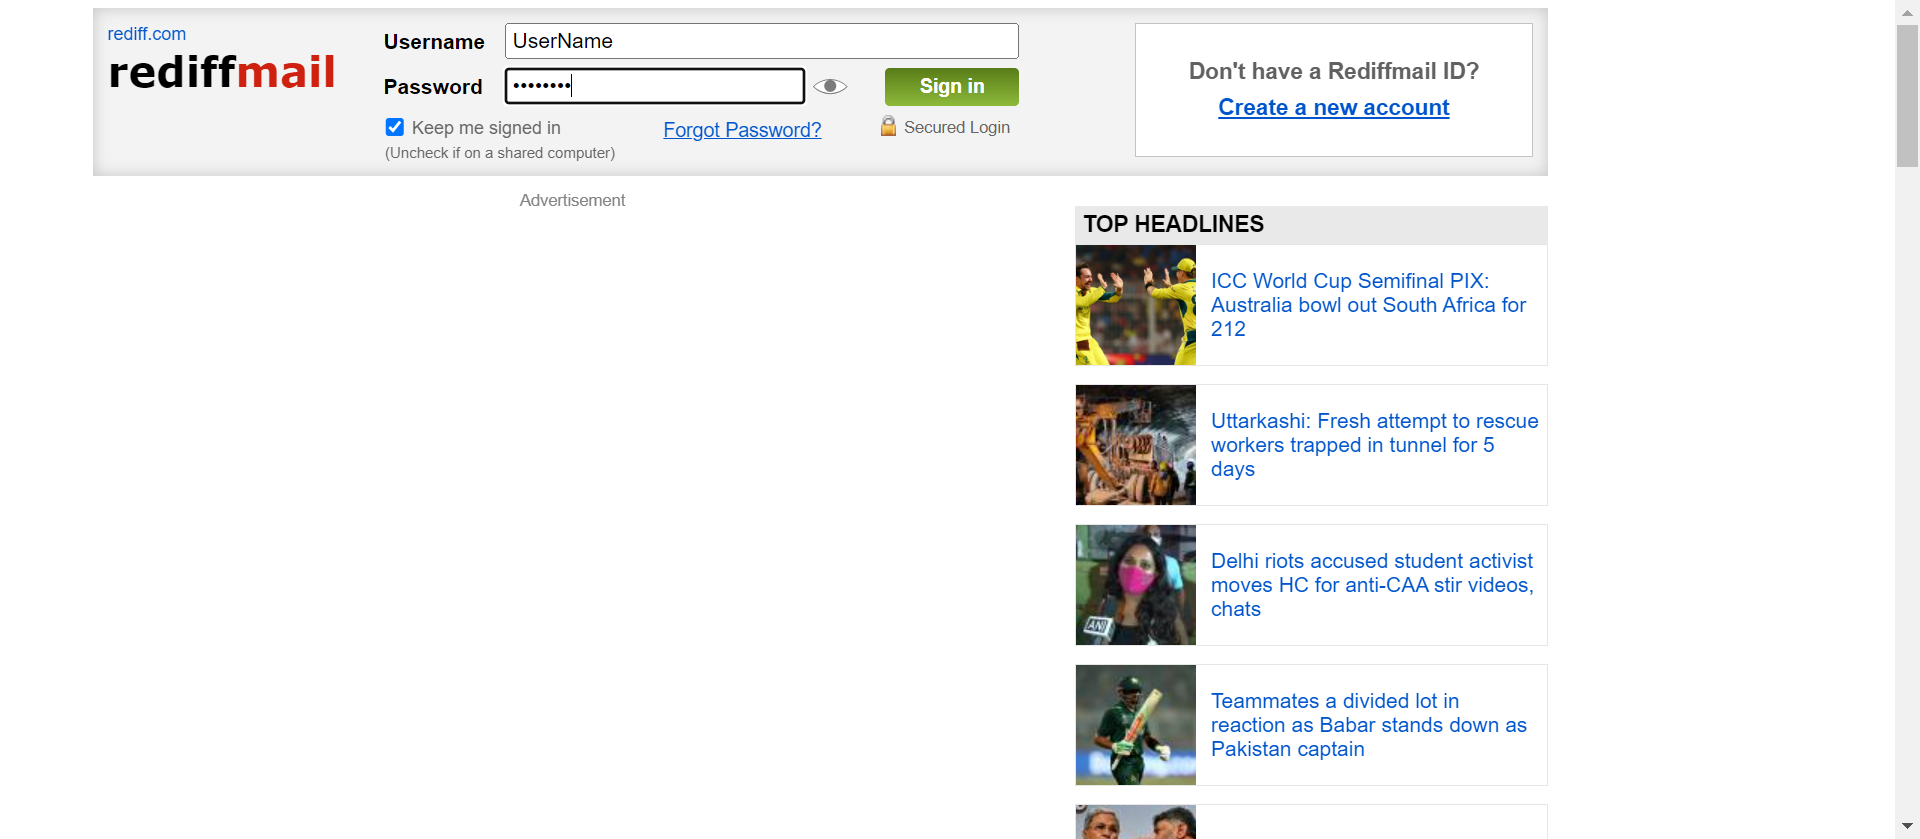 rediff.com
rediffmail
Username
UserName
Password
••••••••
Sign in
Keep me signed in
(Uncheck if on a shared computer)
Forgot Password?
Secured Login
Don't have a Rediffmail ID?
Create a new account
Advertisement
TOP HEADLINES
ICC World Cup Semifinal PIX:
Australia bowl out South Africa for
212
Uttarkashi: Fresh attempt to rescue
workers trapped in tunnel for 5
days
ANI
Delhi riots accused student activist
moves HC for anti-CAA stir videos,
chats
Teammates a divided lot in
reaction as Babar stands down as
Pakistan captain